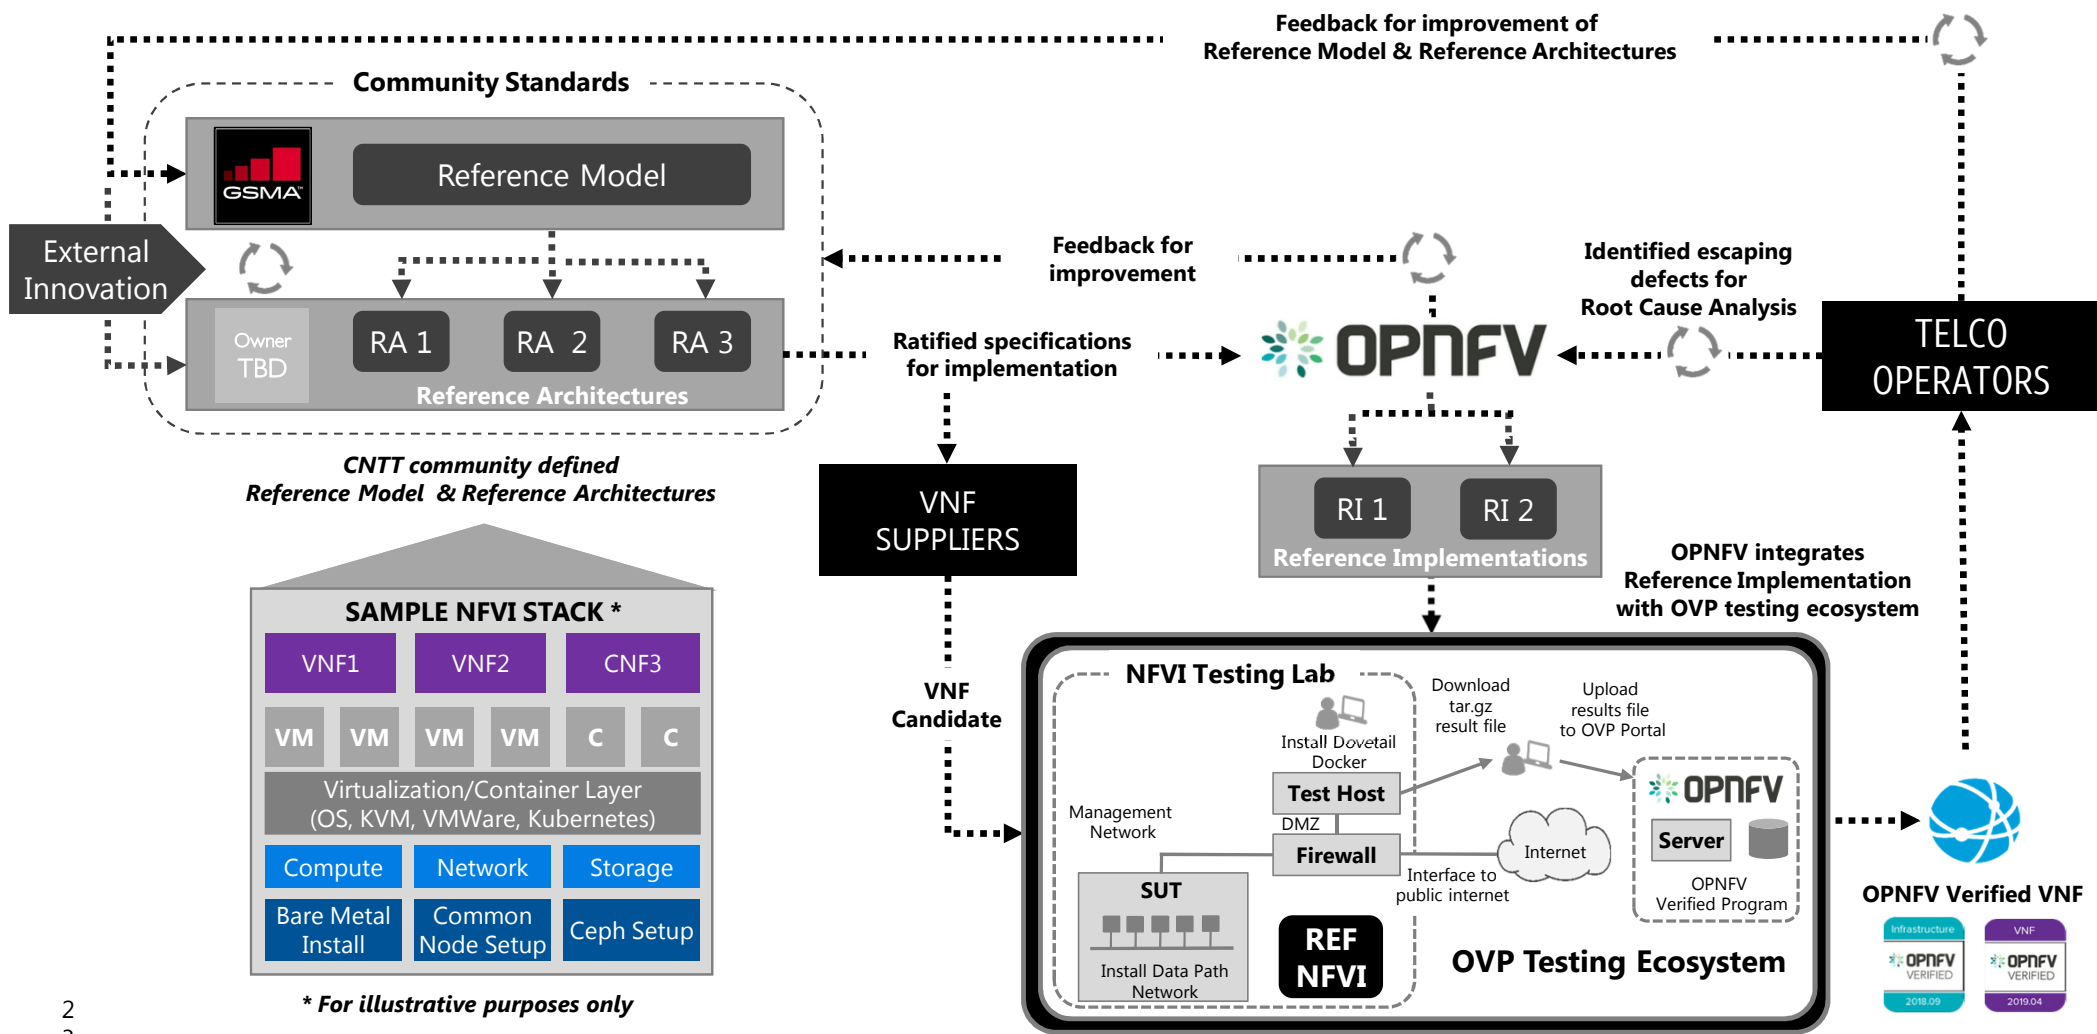 Feedback for improvement of
Reference Model & Reference Architectures
Community Standards
GSMA™
Reference Model
External
Innovation
Owner
TBD
RA 1
RA 2
RA 3
Reference Architectures
CNTT community defined
Reference Model & Reference Architectures
Feedback for
improvement
Ratified specifications
for implementation
OPNFV
Identified escaping
defects for
Root Cause Analysis
TELCO
OPERATORS
VNF
SUPPLIERS
RI 1
RI 2
Reference Implementations
OPNFV integrates
Reference Implementation
with OVP testing ecosystem
SAMPLE NFVI STACK *
VNF1
VNF2
CNF3
VM
VM
VM
VM
C
C
Virtualization/Container Layer
(OS, KVM, VMWare, Kubernetes)
Compute
Network
Storage
Bare Metal
Install
Common
Node Setup
Ceph Setup
* For illustrative purposes only
VNF
Candidate
NFVI Testing Lab
Install Dovetail
Docker
Test Host
DMZ
Firewall
Management
Network
SUT
Install Data Path
Network
REF
NFVI
Download
tar.gz
result file
Upload
results file
to OVP Portal
Internet
Interface to
public internet
OPNFV
Server
OPNFV
Verified Program
OVP Testing Ecosystem
OPNFV Verified VNF
Infrastructure
OPNFV
VERIFIED
2018.09
VNF
OPNFV
VERIFIED
2019.04
2